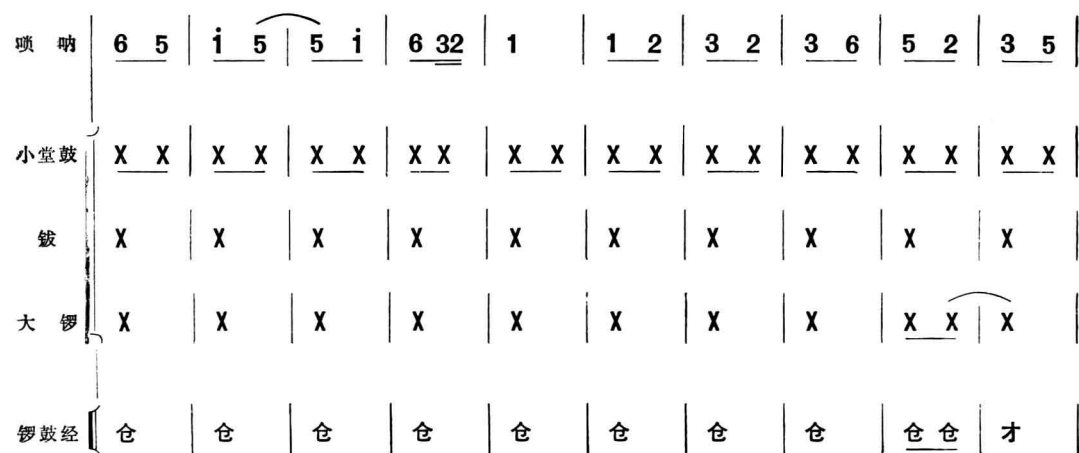 唢呐 6 5 | i̇ 5 | 5 i̇ | 6 32 | 1 | 1 2 | 3 2 | 3 6 | 5 2 | 3 5 |
小堂鼓 X X | X X | X X | X X | X X | X X | X X | X X | X X | X X |
钹 X | X | X | X | X | X | X | X | X | X |
大锣 X | X | X | X | X | X | X | X | X X | X |
锣鼓经 仓 | 仓 | 仓 | 仓 | 仓 | 仓 | 仓 | 仓 | 仓 仓 | 才 |